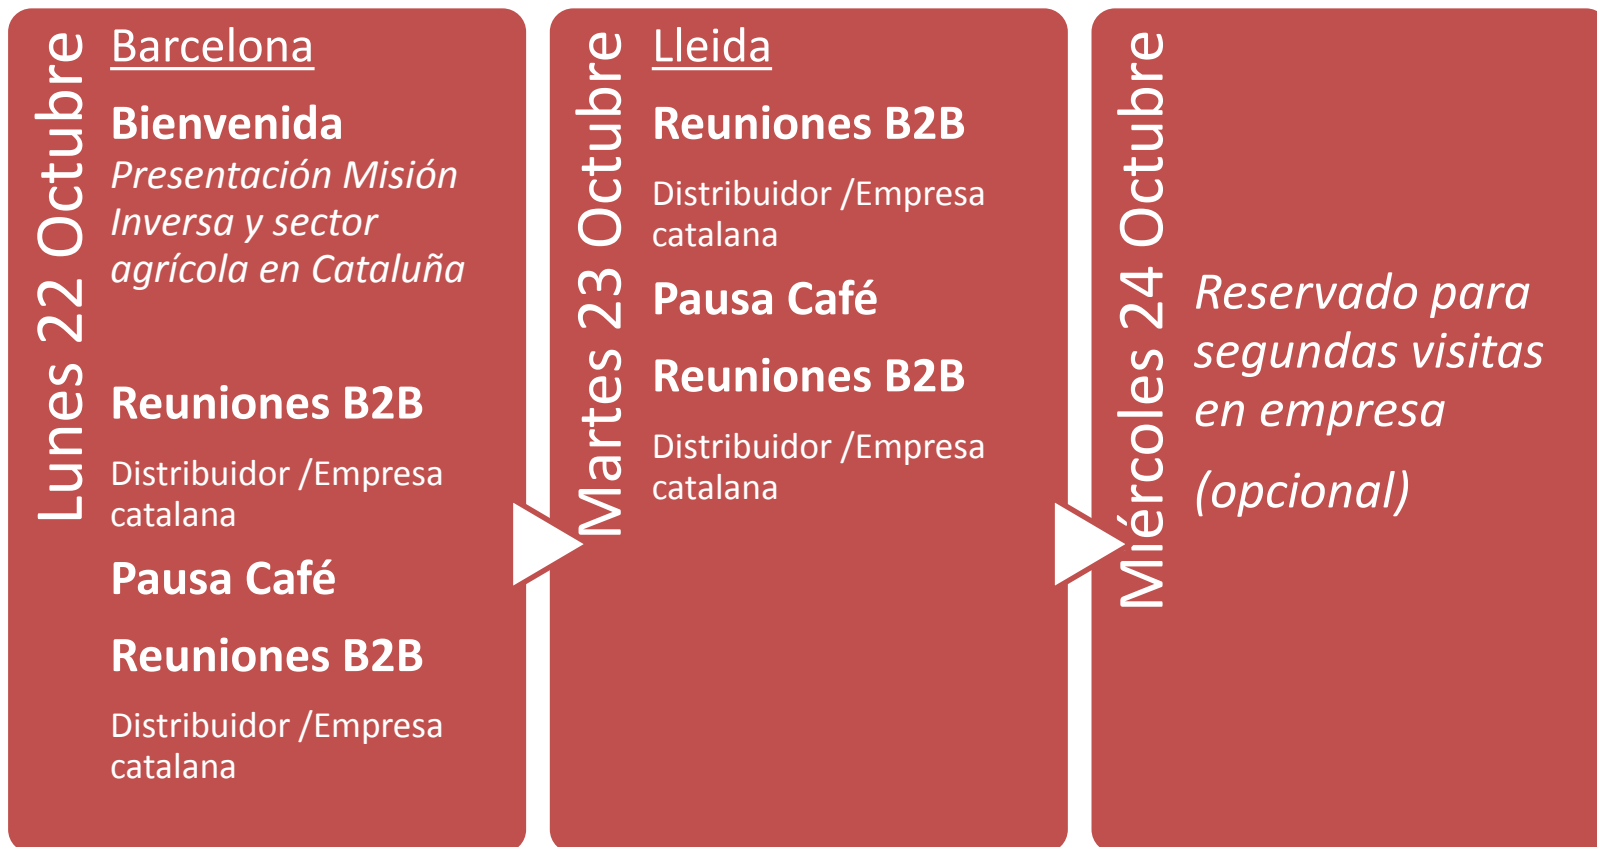 Lunes 22 Octubre
Barcelona
Bienvenida
Presentación Misión
Inversa y sector
agrícola en Cataluña
Reuniones B2B
Distribuidor /Empresa
catalana
Pausa Café
Reuniones B2B
Distribuidor /Empresa
catalana
Martes 23 Octubre
Lleida
Reuniones B2B
Distribuidor /Empresa
catalana
Pausa Café
Reuniones B2B
Distribuidor /Empresa
catalana
Miércoles 24 Octubre
Reservado para
segundas visitas
en empresa
(opcional)